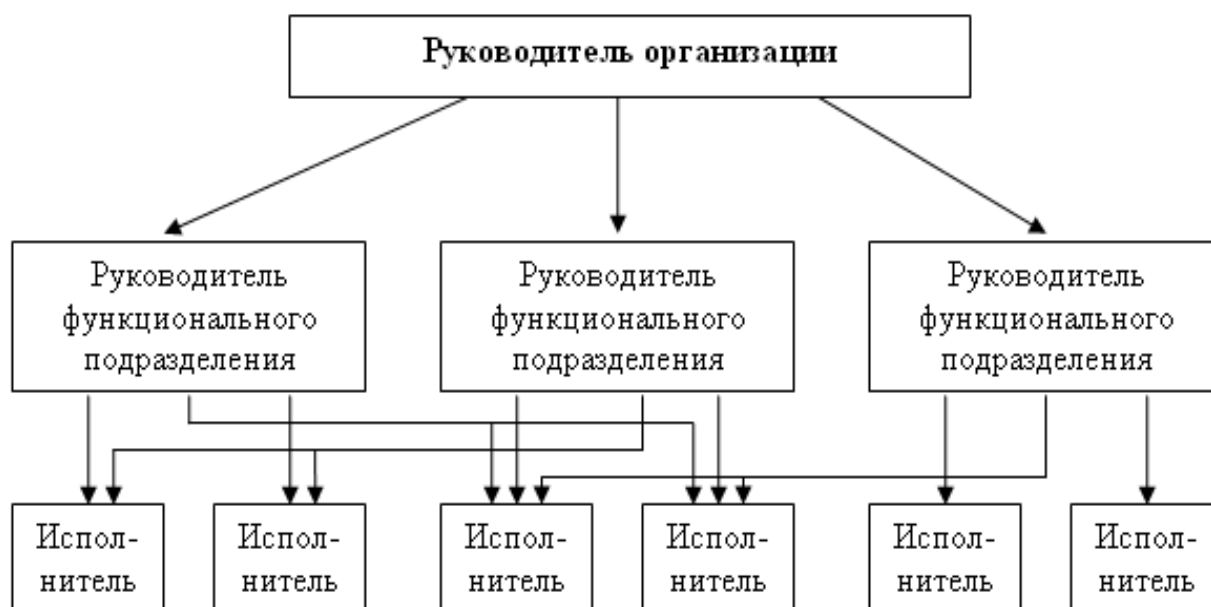 Руководитель организации
Руководитель
функционального
подразделения
Руководитель
функционального
подразделения
Руководитель
функционального
подразделения
Испол-
нитель
Испол-
нитель
Испол-
нитель
Испол-
нитель
Испол-
нитель
Испол-
нитель